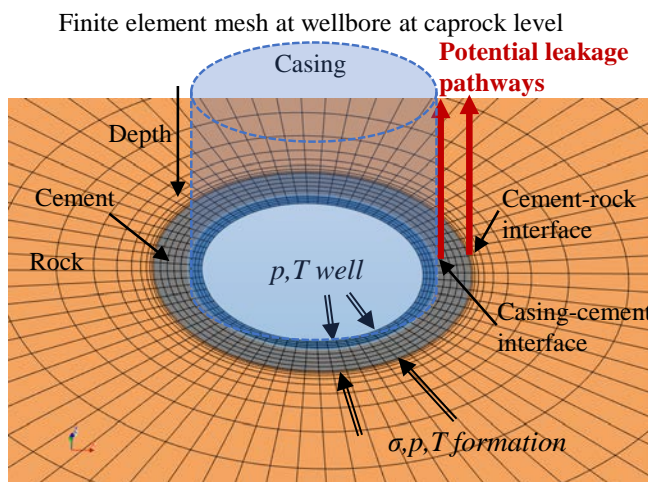 Finite element mesh at wellbore at caprock level
Casing
Potential leakage
pathways
Depth
Cement
Cement-rock
interface
Rock
p,T well
Casing-cement
interface
σ,p,T formation